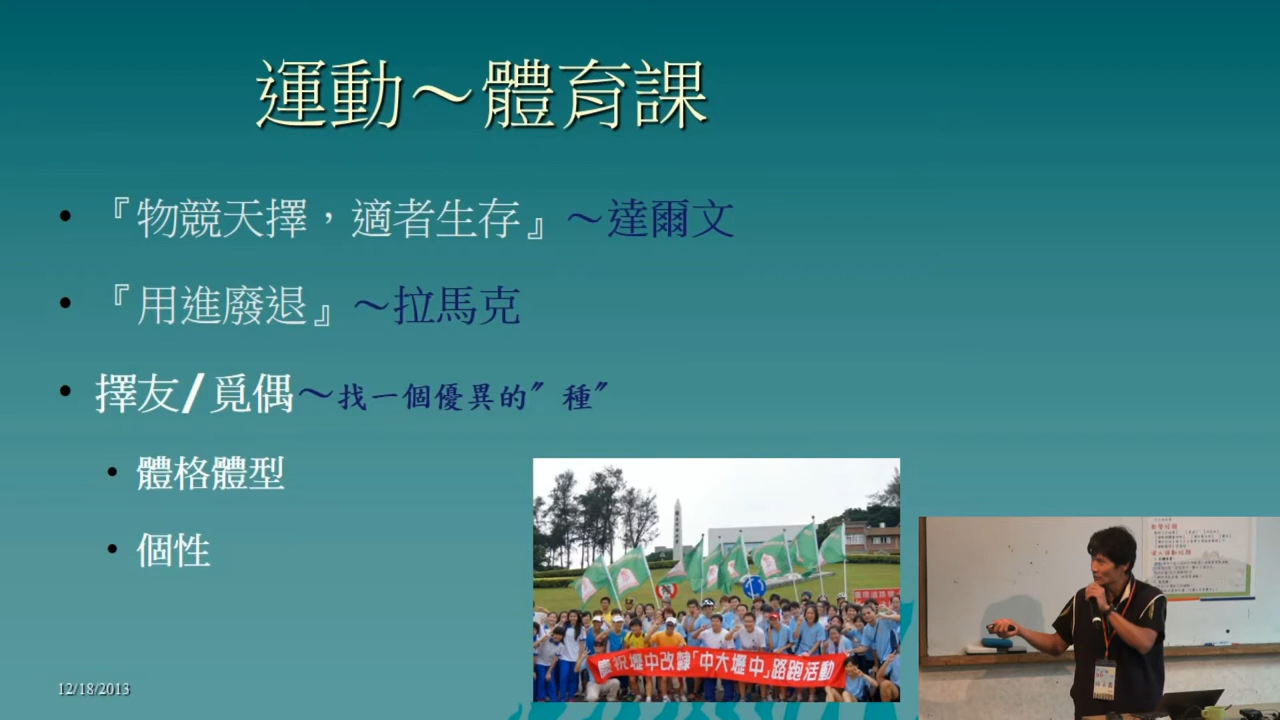 運動～體育課
• 『物競天擇，適者生存』～達爾文
• 『用進廢退』～拉馬克
• 擇友/覓偶～找一個優異的〞種〞
• 體格體型
• 個性
慶祝壢中改隸「中大壢中」路跑活動
12/18/2013